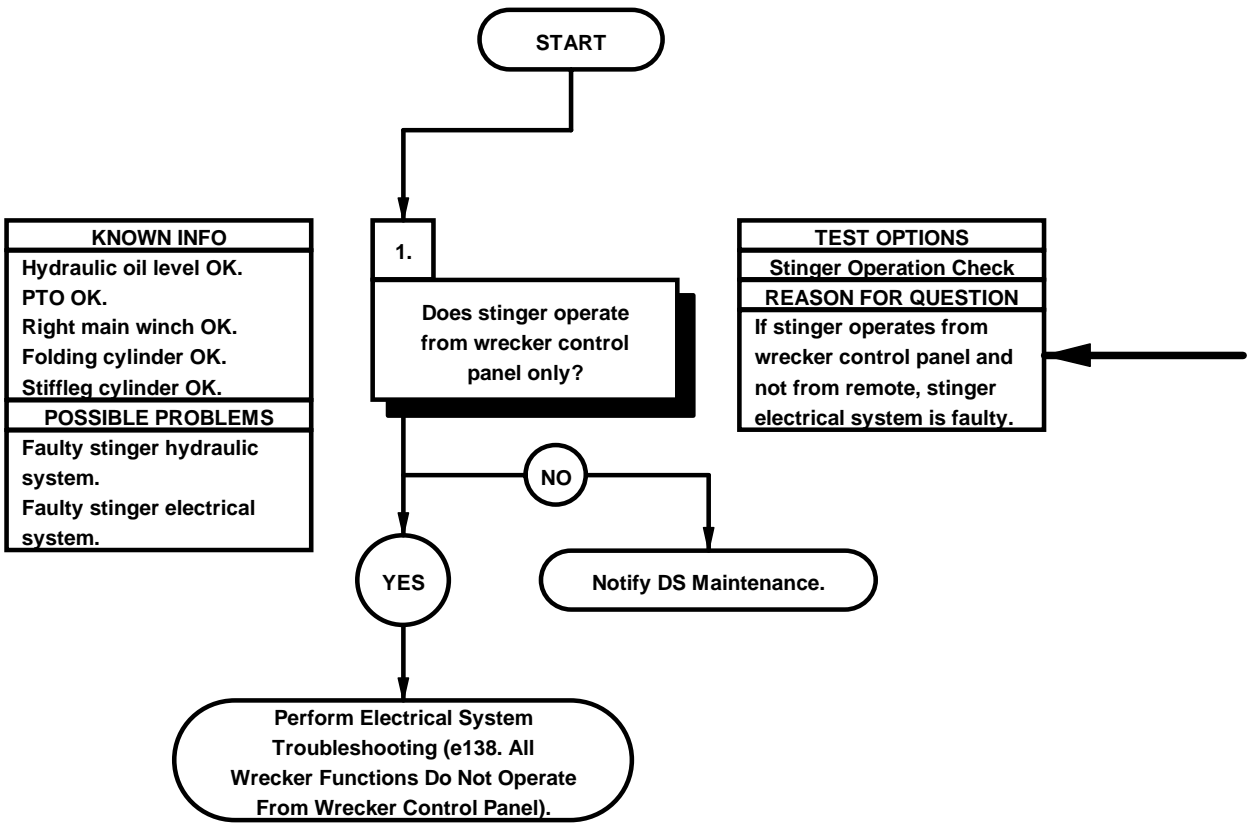 START
KNOWN INFO
Hydraulic oil level OK.
PTO OK.
Right main winch OK.
Folding cylinder OK.
Stiffleg cylinder OK.
POSSIBLE PROBLEMS
Faulty stinger hydraulic
system.
Faulty stinger electrical
system.
1.
Does stinger operate
from wrecker control
panel only?
TEST OPTIONS
Stinger Operation Check
REASON FOR QUESTION
If stinger operates from
wrecker control panel and
not from remote, stinger
electrical system is faulty.
NO
YES
Notify DS Maintenance.
Perform Electrical System
Troubleshooting (e138. All
Wrecker Functions Do Not Operate
From Wrecker Control Panel).